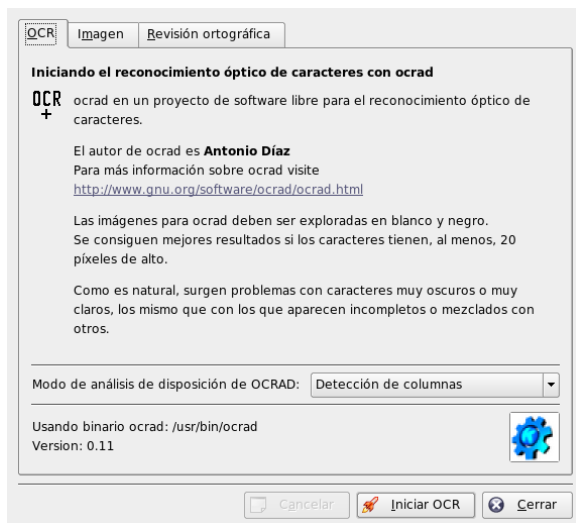 OCR Imagen Revisión ortográfica
Iniciando el reconocimiento óptico de caracteres con ocrad
OCR
+
ocrad en un proyecto de software libre para el reconocimiento óptico de
caracteres.
El autor de ocrad es Antonio Díaz
Para más información sobre ocrad visite
http://www.gnu.org/software/ocrad/ocrad.html
Las imágenes para ocrad deben ser exploradas en blanco y negro.
Se consiguen mejores resultados si los caracteres tienen, al menos, 20
píxeles de alto.
Como es natural, surgen problemas con caracteres muy oscuros o muy
claros, los mismo que con los que aparecen incompletos o mezclados con
otros.
Modo de análisis de disposición de OCRAD: Detección de columnas
Usando binario ocrad: /usr/bin/ocrad
Version: 0.11
Cancelar Iniciar OCR Cerrar